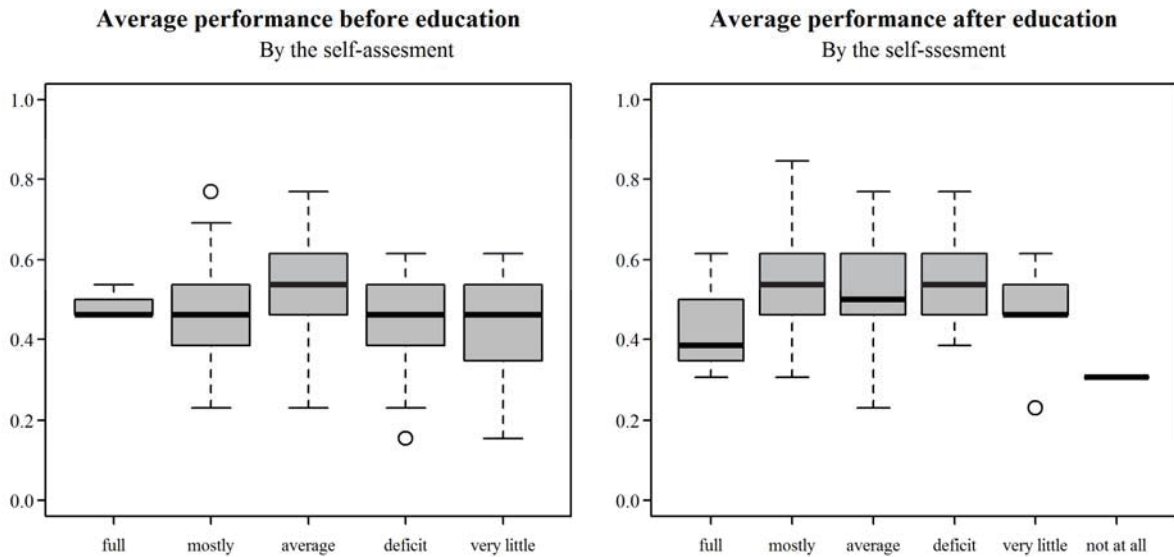 Average performance before education
By the self-assesment
1.0
0.8
0.6
0.4
0.2
0.0
full mostly average deficit very little
Average performance after education
By the self-ssesment
1.0
0.8
0.6
0.4
0.2
0.0
full mostly average deficit very little not at all